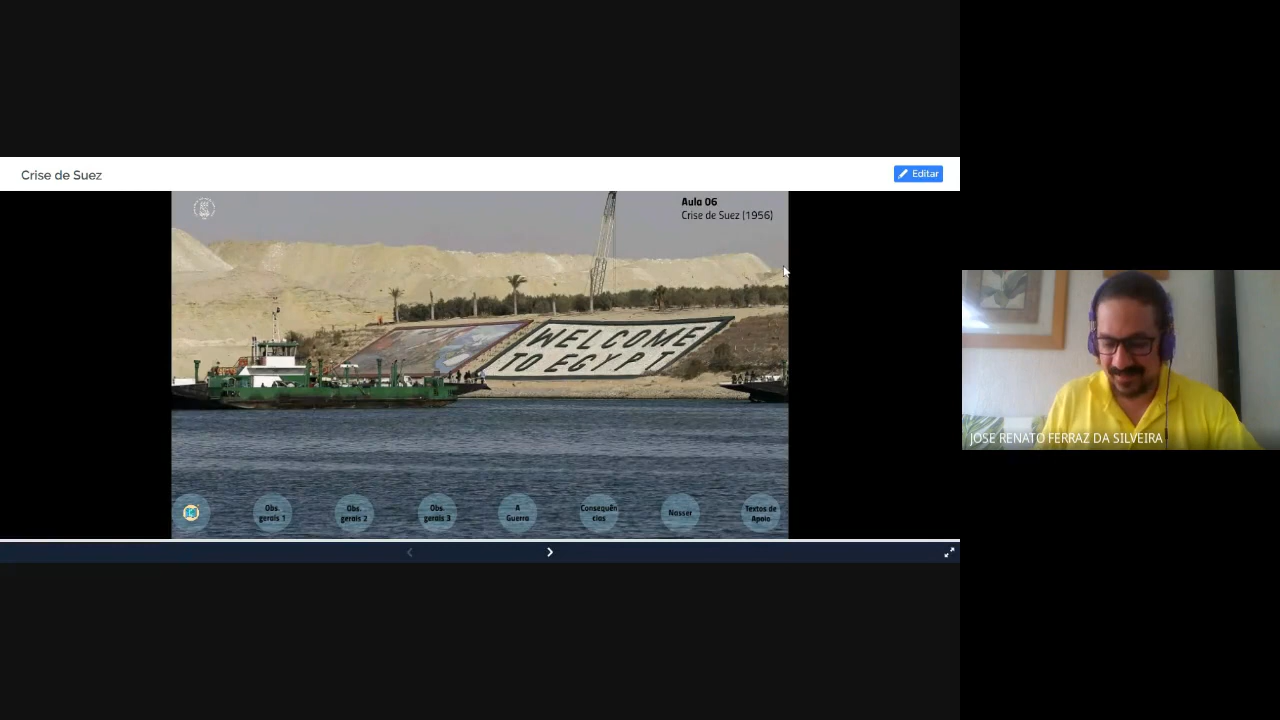 Crise de Suez
Editar
Aula 06
Crise de Suez (1956)
WELCOME
TO EGYPT
Obs.
gerais 1
Obs.
gerais 2
Obs.
gerais 3
A
Guerra
Consequên
cias
Nasser
Textos de
Apoio
JOSE RENATO FERRAZ DA SILVEIRA